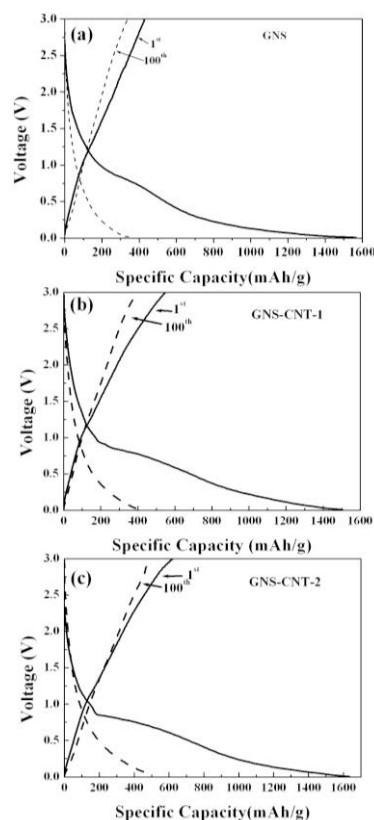 (a)
GNS
1st
100th
Voltage (V)
3.0
2.5
2.0
1.5
1.0
0.5
0.0
0 200 400 600 800 1000 1200 1400 1600
Specific Capacity(mAh/g)
(b)
GNS-CNT-1
1st
100th
Voltage (V)
3.0
2.5
2.0
1.5
1.0
0.5
0.0
0 200 400 600 800 1000 1200 1400 1600
Specific Capacity (mAh/g)
(c)
GNS-CNT-2
1st
100th
Voltage (V)
3.0
2.5
2.0
1.5
1.0
0.5
0.0
0 200 400 600 800 1000 1200 1400 1600
Specific Capacity (mAh/g)